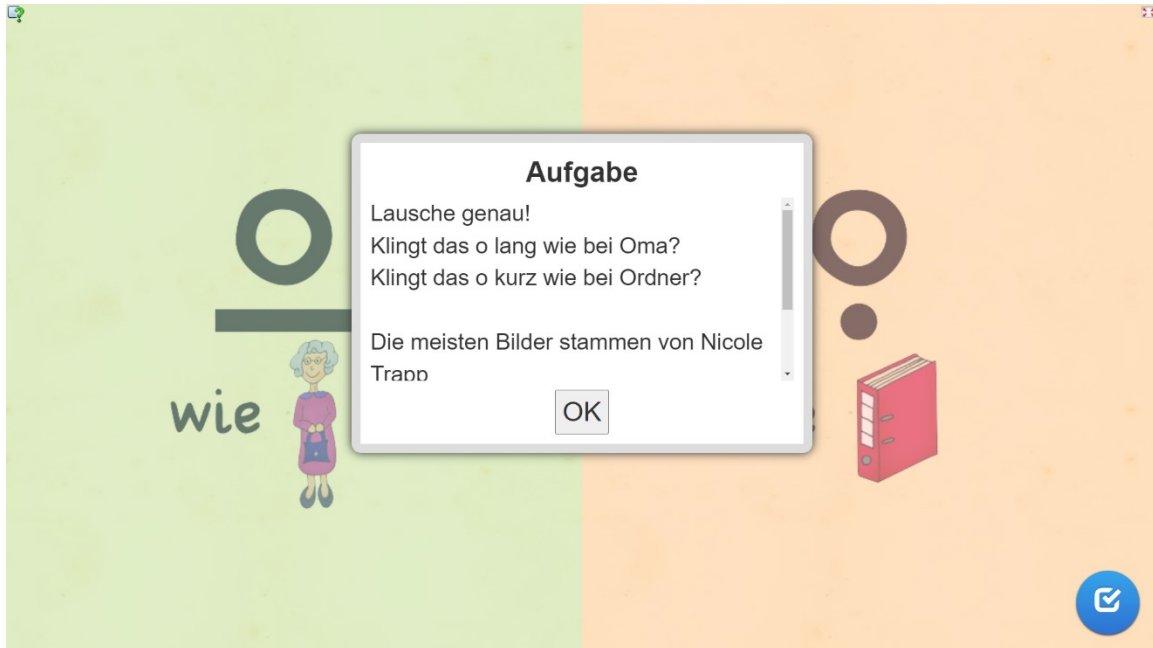 Aufgabe
Lausche genau!
Klingt das o lang wie bei Oma?
Klingt das o kurz wie bei Ordner?
Die meisten Bilder stammen von Nicole
Trapp
OK
o
o
wie